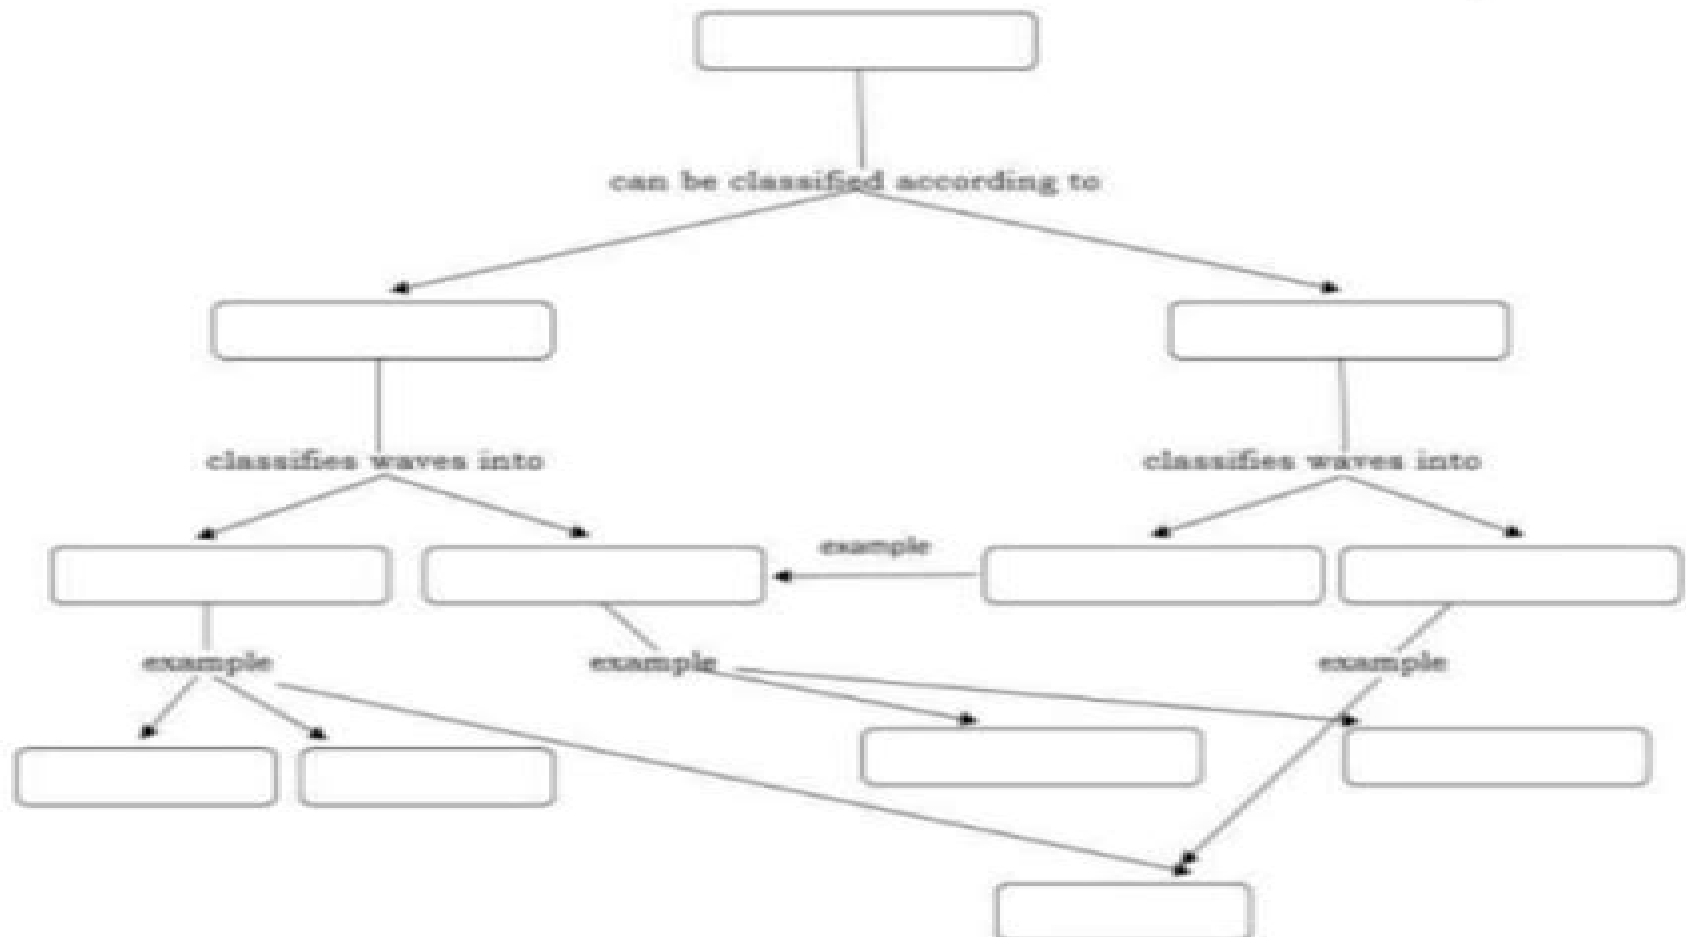 can be classified according to
classifies waves into
classifies waves into
example
example
example
example